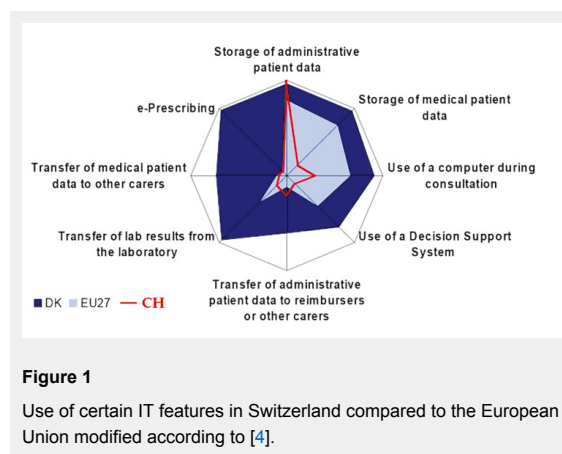 Storage of administrative
patient data
e-Prescribing
Storage of medical patient
data
Transfer of medical patient
data to other carers
Use of a computer during
consultation
Transfer of lab results from
the laboratory
Use of a Decision Support
System
Transfer of administrative
patient data to reimbursers
or other carers
DK EU27 CH
Figure 1
Use of certain IT features in Switzerland compared to the European
Union modified according to [4].